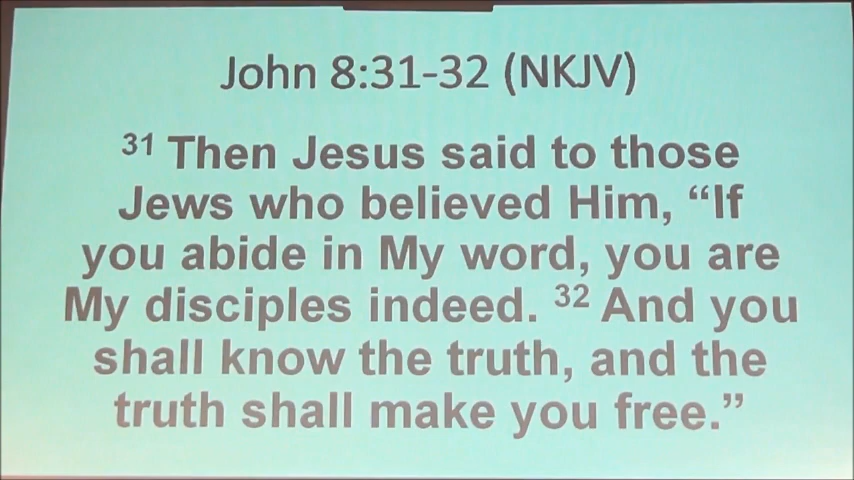 John 8:31-32 (NKJV)
31 Then Jesus said to those
Jews who believed Him, “If
you abide in My word, you are
My disciples indeed. 32 And you
shall know the truth, and the
truth shall make you free.”